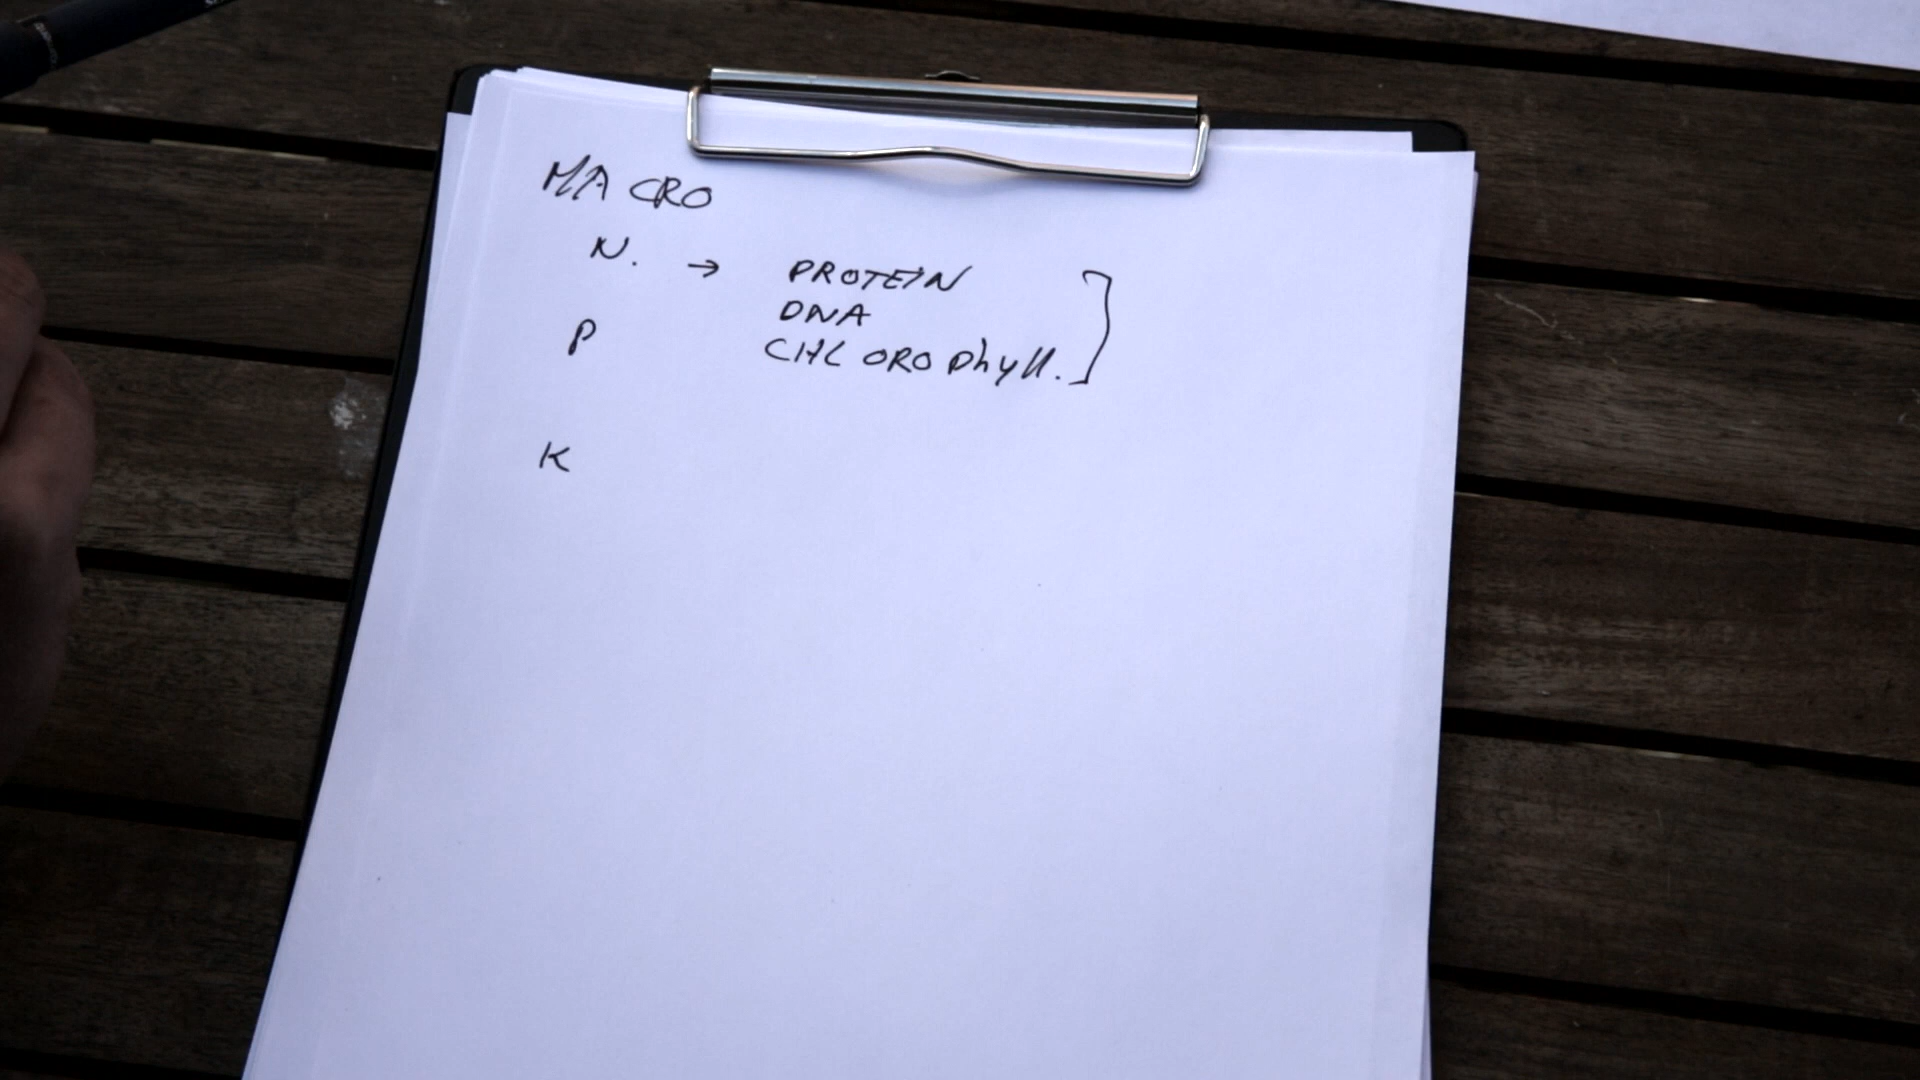 MACRO
N. → PROTEIN
DNA
P
CHLOROPhyll.
K